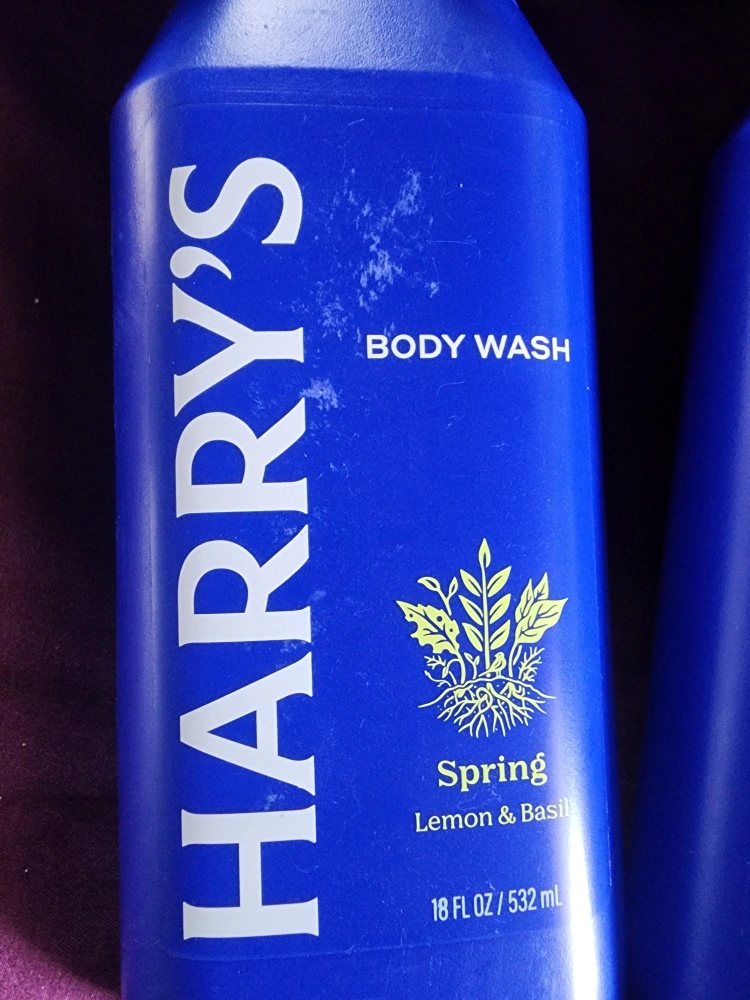 HARRY'S
BODY WASH
Spring
Lemon & Basil
18 FL OZ / 532 mL